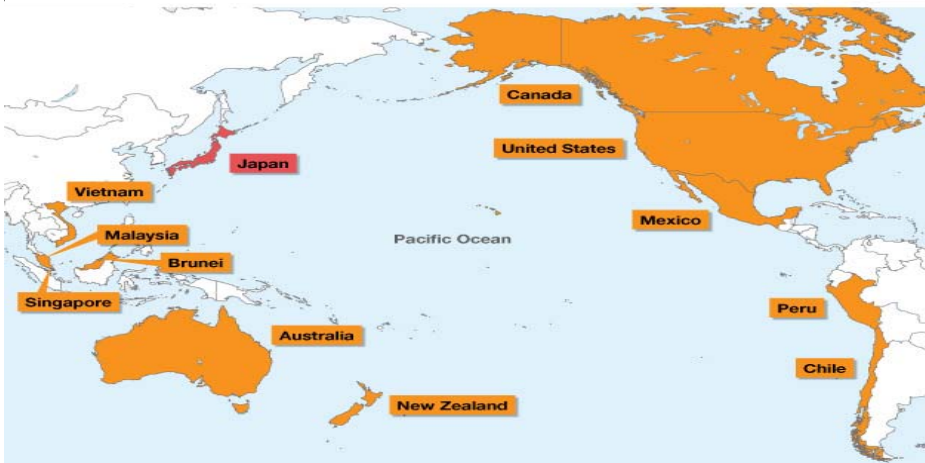 Canada
United States
Japan
Vietnam
Mexico
Malaysia
Pacific Ocean
Brunei
Singapore
Peru
Australia
Chile
New Zealand